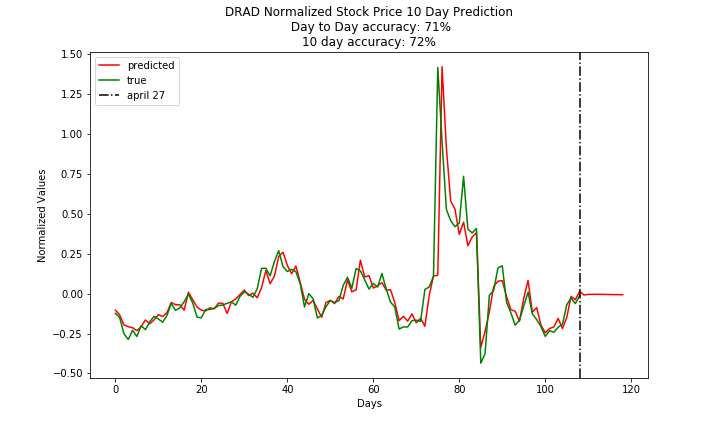 DRAD Normalized Stock Price 10 Day Prediction
Day to Day accuracy: 71%
10 day accuracy: 72%
predicted
true
april 27
1.50
1.25
1.00
0.75
0.50
0.25
0.00
−0.25
−0.50
Normalized Values
0
20
40
60
80
100
120
Days